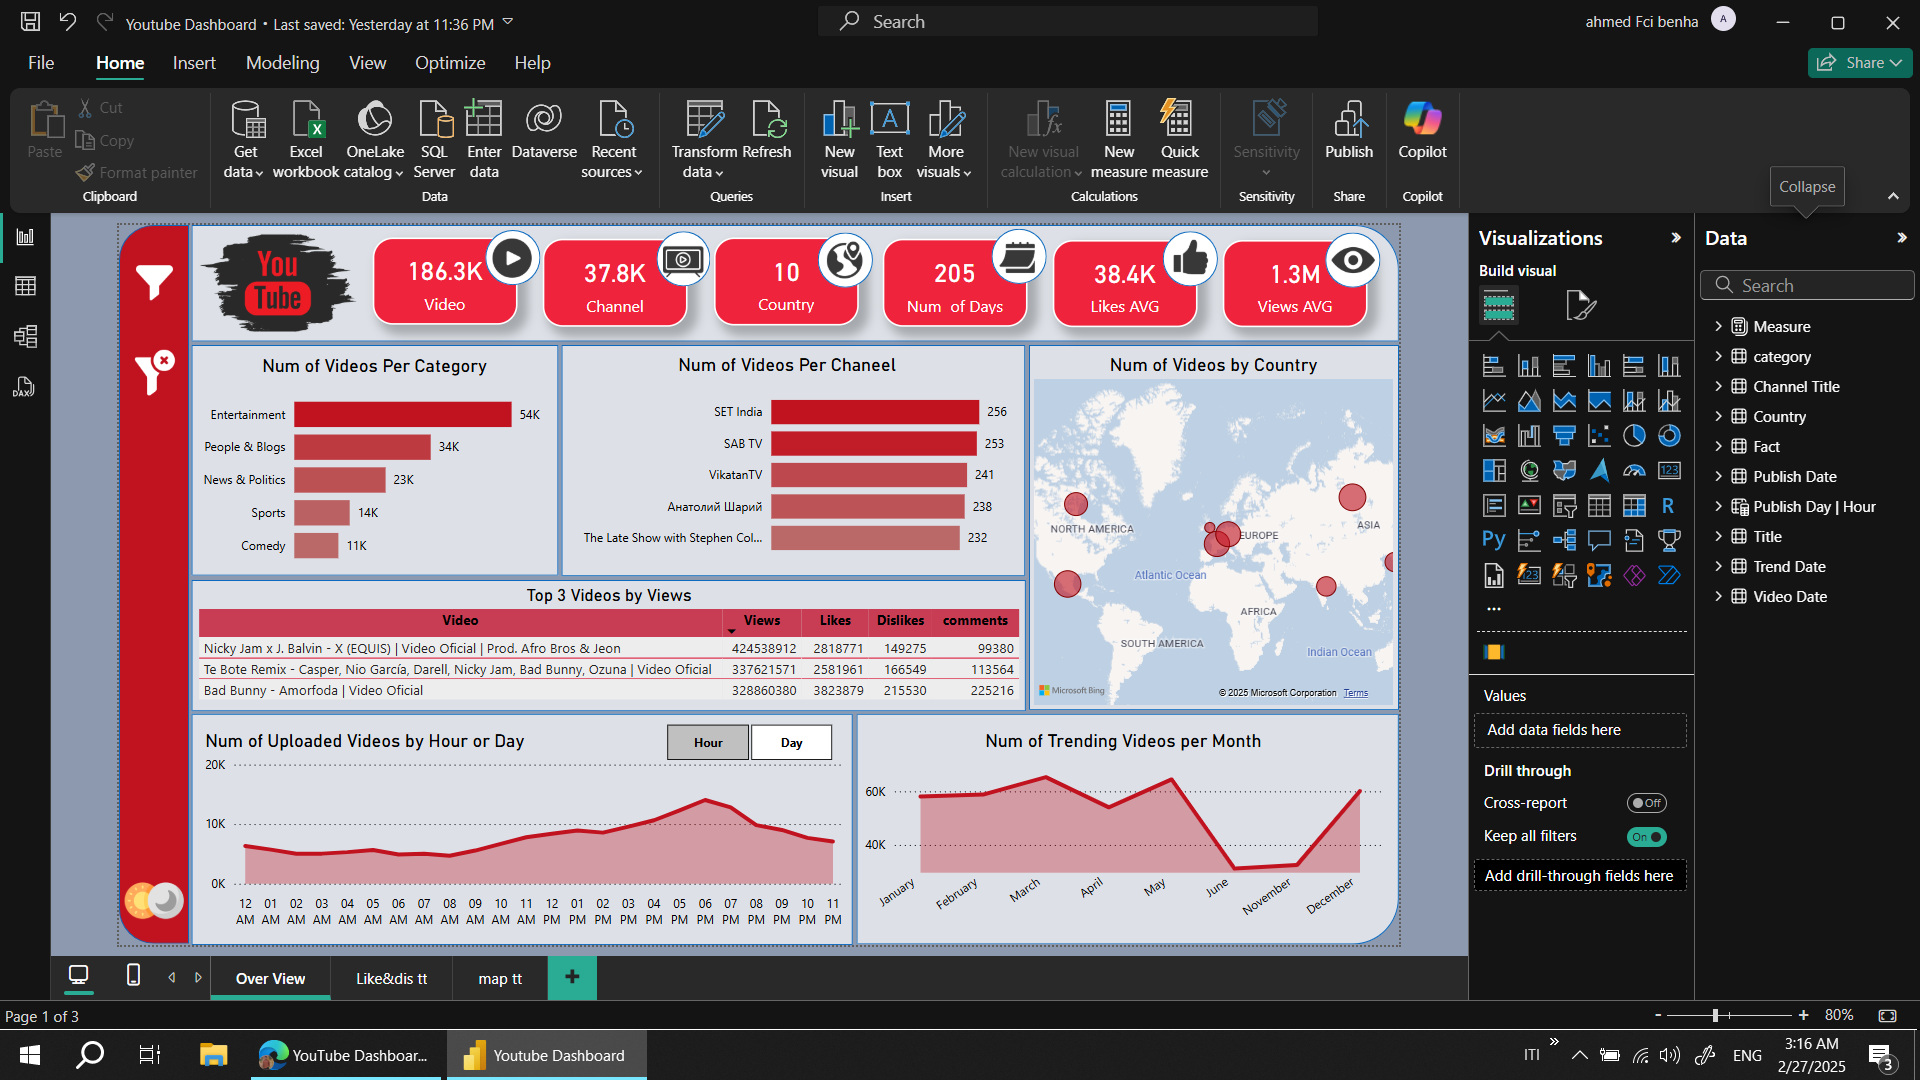 Youtube Dashboard • Last saved: Yesterday at 11:36 PM
Search
ahmed Fci benha
A
File
Home
Insert
Modeling
View
Optimize
Help
Share
Paste
Cut
Copy
Format painter
Clipboard
Get data
Excel workbook
OneLake catalog
SQL Server
Enter data
Dataverse
Recent sources
Data
Transform data
Refresh
Queries
New visual
Text box
More visuals
Insert
New visual calculation
New measure
Quick measure
Calculations
Sensitivity
Sensitivity
Publish
Share
Copilot
Copilot
Collapse
You
Tube
186.3K
Video
37.8K
Channel
10
Country
205
Num of Days
38.4K
Likes AVG
1.3M
Views AVG
Num of Videos Per Category
Entertainment 54K
People & Blogs 34K
News & Politics 23K
Sports 14K
Comedy 11K
Num of Videos Per Chaneel
SET India 256
SAB TV 253
VikatanTV 241
Анатолий Шарий 238
The Late Show with Stephen Col... 232
Num of Videos by Country
NORTH AMERICA
EUROPE
ASIA
Atlantic Ocean
AFRICA
SOUTH AMERICA
Indian Ocean
Microsoft Bing
© 2025 Microsoft Corporation Terms
Top 3 Videos by Views
Video Views Likes Dislikes comments
Nicky Jam x J. Balvin - X (EQUIS) | Video Oficial | Prod. Afro Bros & Jeon 424538912 2818771 149275 99380
Te Bote Remix - Casper, Nio García, Darell, Nicky Jam, Bad Bunny, Ozuna | Video Oficial 337621571 2581961 166549 113564
Bad Bunny - Amorfoda | Video Oficial 328860380 3823879 215530 225216
Num of Uploaded Videos by Hour or Day
Hour
Day
20K
10K
0K
12 AM 01 AM 02 AM 03 AM 04 AM 05 AM 06 AM 07 AM 08 AM 09 AM 10 AM 11 AM 12 PM 01 PM 02 PM 03 PM 04 PM 05 PM 06 PM 07 PM 08 PM 09 PM 10 PM 11 PM
Num of Trending Videos per Month
60K
40K
January February March April May June November December
Visualizations
Build visual
123
R
Py
123
...
Values
Add data fields here
Drill through
Cross-report
Off
Keep all filters
On
Add drill-through fields here
Data
Search
Measure
category
Channel Title
Country
Fact
Publish Date
Publish Day | Hour
Title
Trend Date
Video Date
DAX
Over View
Like&dis tt
map tt
+
Page 1 of 3
- + 80%
YouTube Dashboar...
Youtube Dashboard
ITI
ENG
3:16 AM
2/27/2025
3